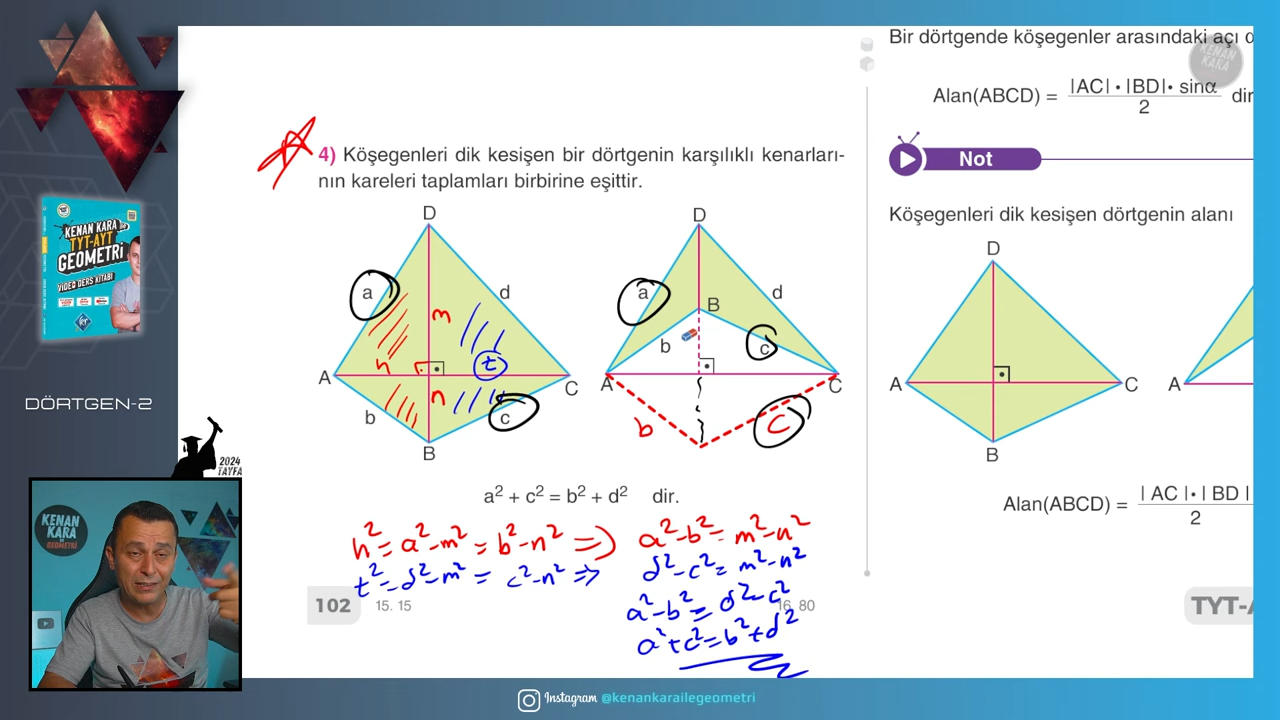 Bir dörtgende köşegenler arasındaki açı
KENAN
KARA
Alan(ABCD) = |AC| • |BD| • sinα / 2 dir
4) Köşegenleri dik kesişen bir dörtgenin karşılıklı kenarları-
nın kareleri taplamları birbirine eşittir.
Not
Köşegenleri dik kesişen dörtgenin alanı
D
a
d
m
h
t
A
n
C
b
c
B
D
a
d
B
b
c
A
C
b
c
D
A
C
B
A
a² + c² = b² + d² dir.
Alan(ABCD) = | AC |• | BD | / 2
h² = a² - m² = b² - n² => a² - b² = m² - n²
t² = d² - m² = c² - n² => d² - c² = m² - n²
a² - b² = d² - c²
a² + c² = b² + d²
102
15. 15
16. 80
KENAN KARA
TYT-AYT
GEOMETRİ
VİDEO DERS KİTABI
DÖRTGEN-2
2024
TAYFA
KENAN
KARA
GEOMETRİ
Instagram @kenankarailegeometri